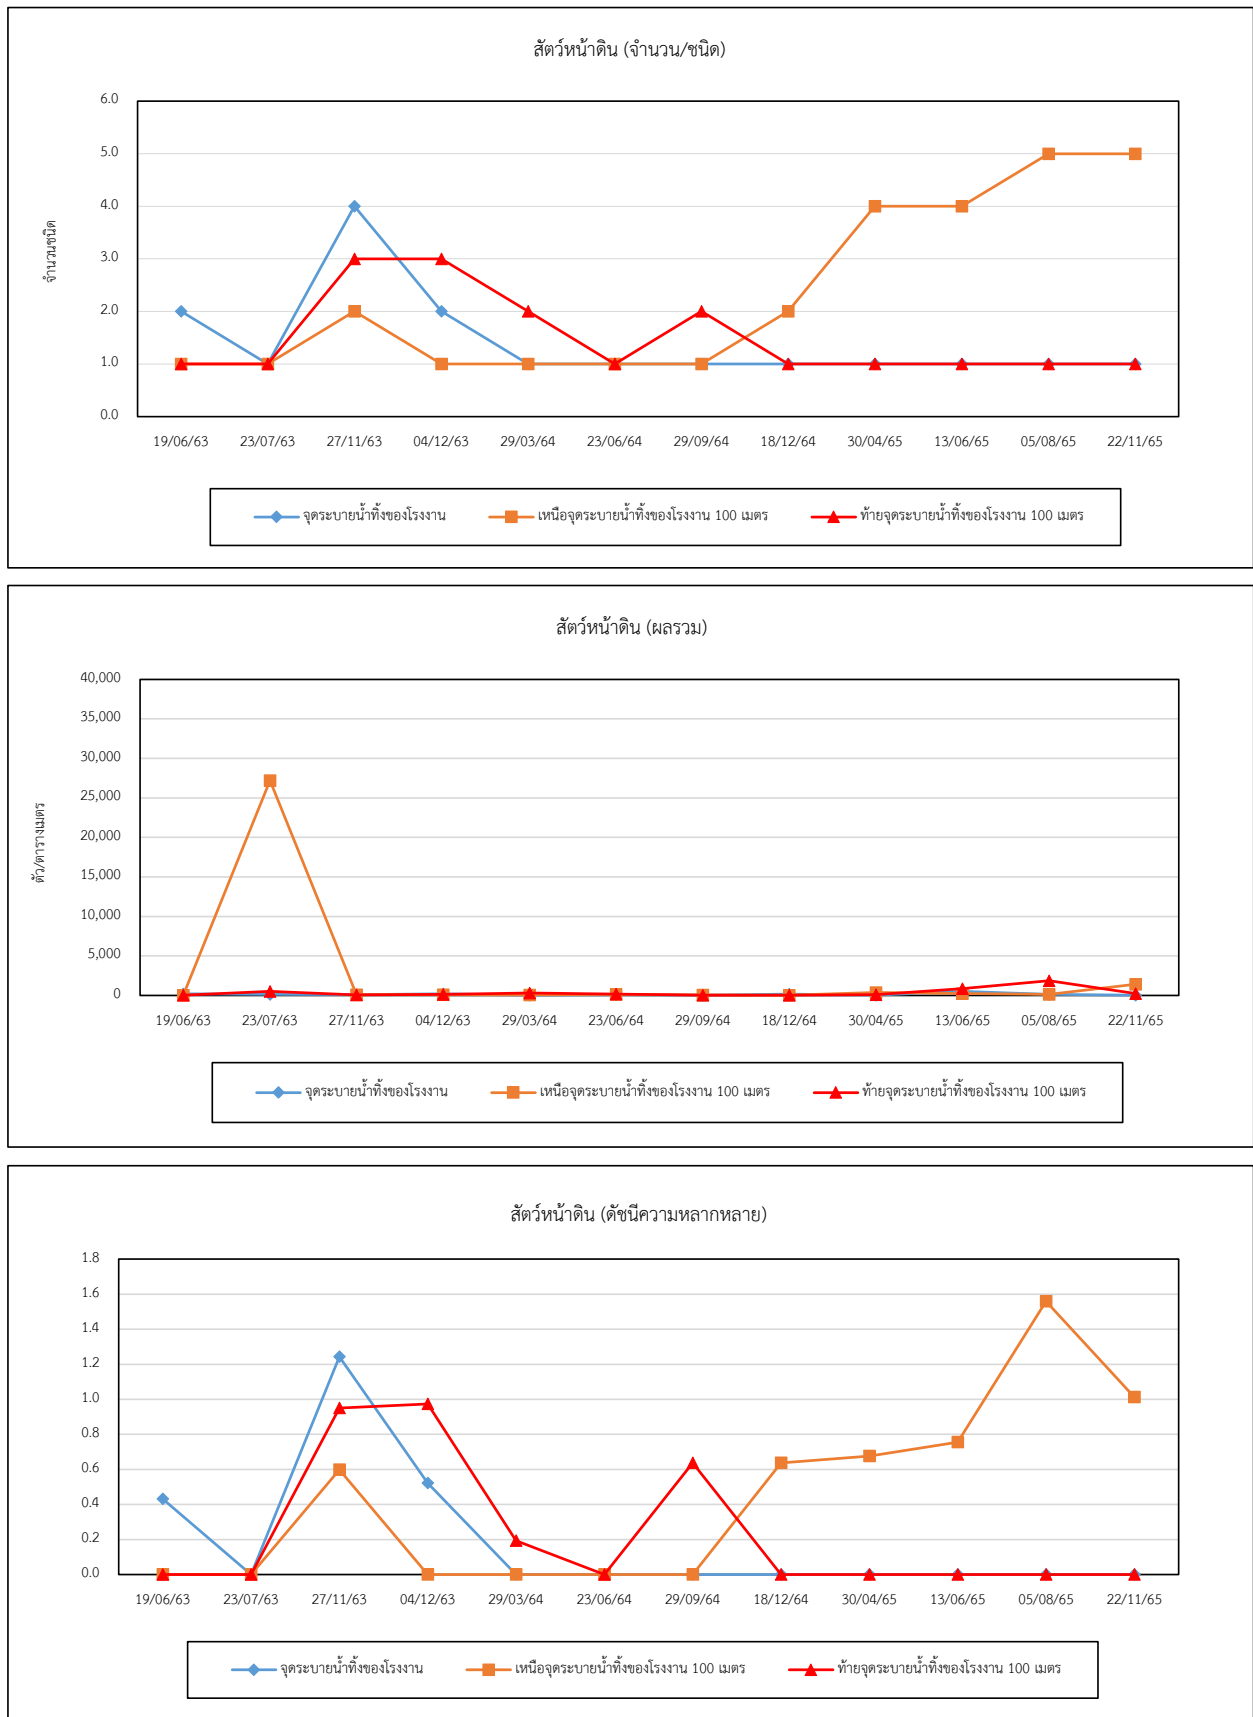 สัตว์หน้าดิน (จำนวน/ชนิด)
จำนวนชนิด
6.0
5.0
4.0
3.0
2.0
1.0
0.0
19/06/63 23/07/63 27/11/63 04/12/63 29/03/64 23/06/64 29/09/64 18/12/64 30/04/65 13/06/65 05/08/65 22/11/65
จุดระบายน้ำทิ้งของโรงงาน เหนือจุดระบายน้ำทิ้งของโรงงาน 100 เมตร ท้ายจุดระบายน้ำทิ้งของโรงงาน 100 เมตร
สัตว์หน้าดิน (ผลรวม)
ตัว/ตารางเมตร
40,000
35,000
30,000
25,000
20,000
15,000
10,000
5,000
0
19/06/63 23/07/63 27/11/63 04/12/63 29/03/64 23/06/64 29/09/64 18/12/64 30/04/65 13/06/65 05/08/65 22/11/65
จุดระบายน้ำทิ้งของโรงงาน เหนือจุดระบายน้ำทิ้งของโรงงาน 100 เมตร ท้ายจุดระบายน้ำทิ้งของโรงงาน 100 เมตร
สัตว์หน้าดิน (ดัชนีความหลากหลาย)
1.8
1.6
1.4
1.2
1.0
0.8
0.6
0.4
0.2
0.0
19/06/63 23/07/63 27/11/63 04/12/63 29/03/64 23/06/64 29/09/64 18/12/64 30/04/65 13/06/65 05/08/65 22/11/65
จุดระบายน้ำทิ้งของโรงงาน เหนือจุดระบายน้ำทิ้งของโรงงาน 100 เมตร ท้ายจุดระบายน้ำทิ้งของโรงงาน 100 เมตร